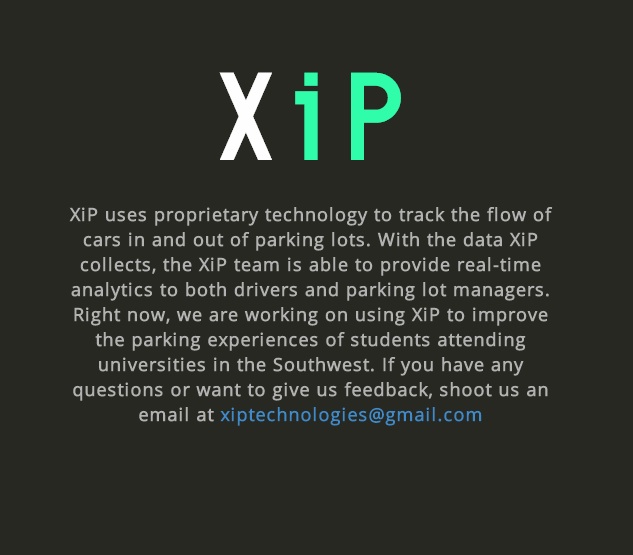 XiP
XiP uses proprietary technology to track the flow of
cars in and out of parking lots. With the data XiP
collects, the XiP team is able to provide real-time
analytics to both drivers and parking lot managers.
Right now, we are working on using XiP to improve
the parking experiences of students attending
universities in the Southwest. If you have any
questions or want to give us feedback, shoot us an
email at xiptechnologies@gmail.com